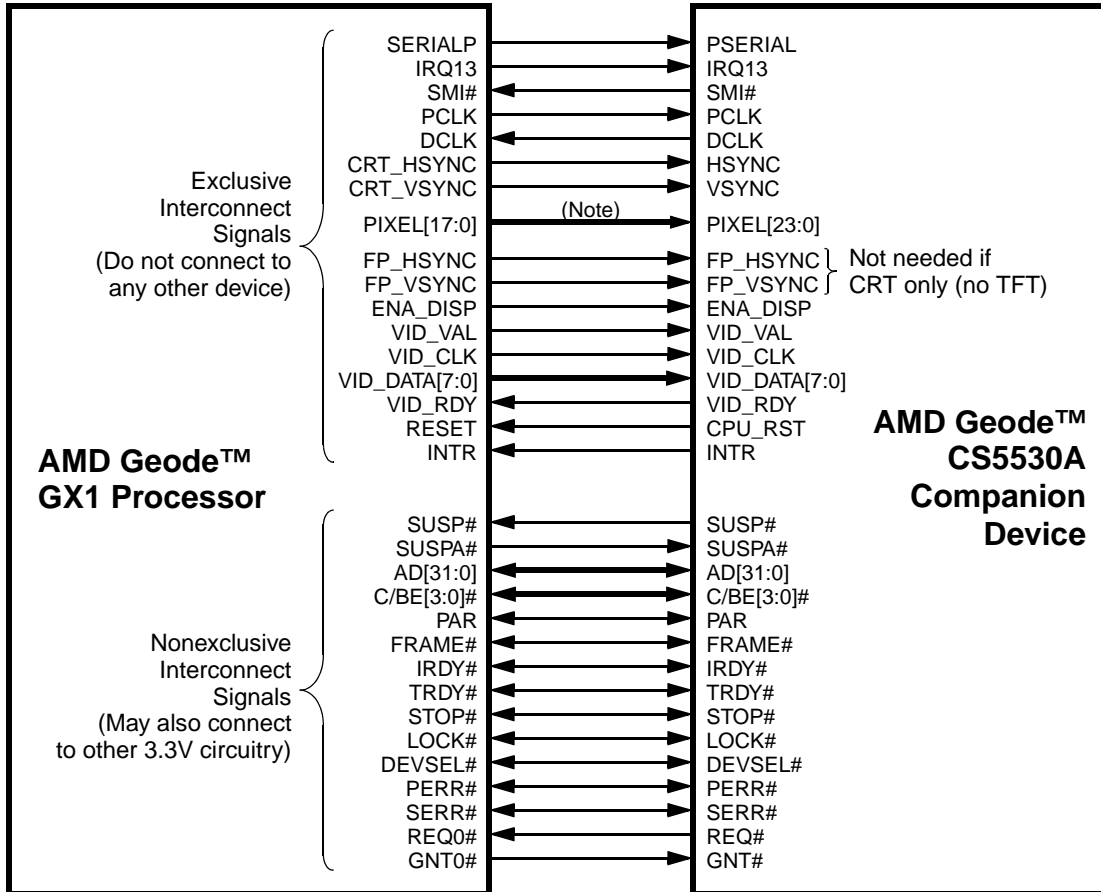 SERIALP PSERIAL
IRQ13 IRQ13
SMI# SMI#
PCLK PCLK
DCLK DCLK
CRT_HSYNC HSYNC
CRT_VSYNC VSYNC
(Note)
PIXEL[17:0] PIXEL[23:0]
FP_HSYNC FP_HSYNC
FP_VSYNC FP_VSYNC
Not needed if
CRT only (no TFT)
ENA_DISP ENA_DISP
VID_VAL VID_VAL
VID_CLK VID_CLK
VID_DATA[7:0] VID_DATA[7:0]
VID_RDY VID_RDY
RESET CPU_RST
INTR INTR
Exclusive
Interconnect
Signals
(Do not connect to
any other device)
AMD Geode™
GX1 Processor
AMD Geode™
CS5530A
Companion
Device
SUSP# SUSP#
SUSPA# SUSPA#
AD[31:0] AD[31:0]
C/BE[3:0]# C/BE[3:0]#
PAR PAR
FRAME# FRAME#
IRDY# IRDY#
TRDY# TRDY#
STOP# STOP#
LOCK# LOCK#
DEVSEL# DEVSEL#
PERR# PERR#
SERR# SERR#
REQ0# REQ#
GNT0# GNT#
Nonexclusive
Interconnect
Signals
(May also connect
to other 3.3V circuitry)